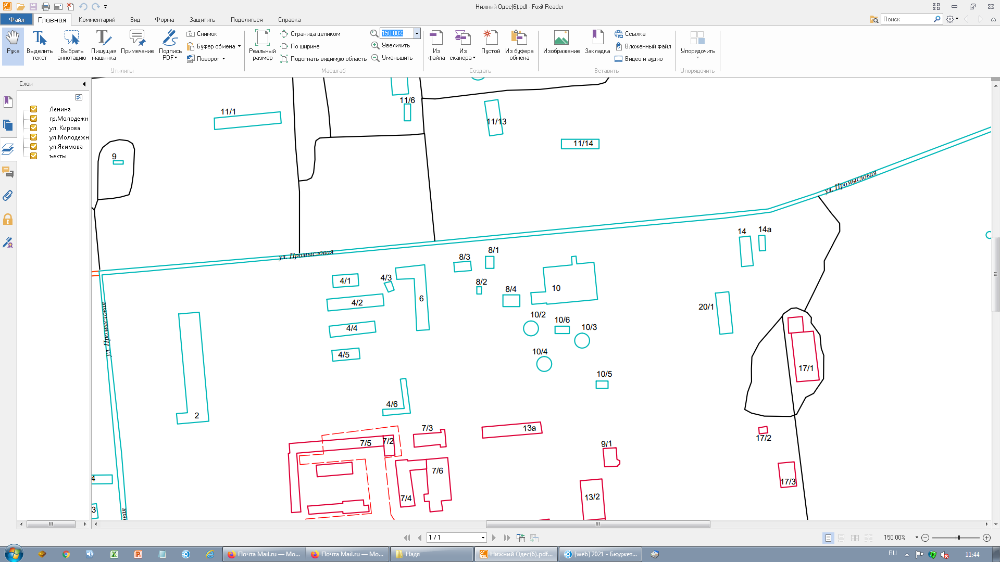 Нижний Одес(6).pdf - Foxit Reader
Файл
Главная
Комментарий
Вид
Форма
Защитить
Поделиться
Справка
Поиск
Рука
Выделить текст
Выбрать аннотацию
Пишущая машинка
Примечание
Подпись PDF
Снимок
Буфер обмена
Поворот
Утилиты
Реальный размер
Страница целиком
По ширине
Подогнать видимую область
150.00%
Увеличить
Уменьшить
Масштаб
Из файла
Из сканера
Пустой
Из буфера обмена
Создать
Изображение
Закладка
Ссылка
Вложенный файл
Видео и аудио
Вставить
Упорядочить
Упорядочить
Слои
Ленина
гр.Молодежн
ул. Кирова
ул.Молодежн
ул.Якимова
ъекты
11/6
11/1
11/13
11/14
9
ул. Промысловая
14
14а
8/1
ул. Промысловая
8/3
4/1
4/3
8/2
8/4
10
6
4/2
20/1
10/2
10/6
10/3
4/4
ул. Промысловая
4/5
10/4
17/1
10/5
4/6
2
7/3
13а
17/2
7/5
7/2
9/1
7/6
4
17/3
7/4
13/2
3
вая
1 / 1
150.00%
Почта Mail.ru — Mo...
Почта Mail.ru — Mo...
Надя
Нижний Одес(6).pdf...
[web] 2021 - Бюджет...
RU
11:44